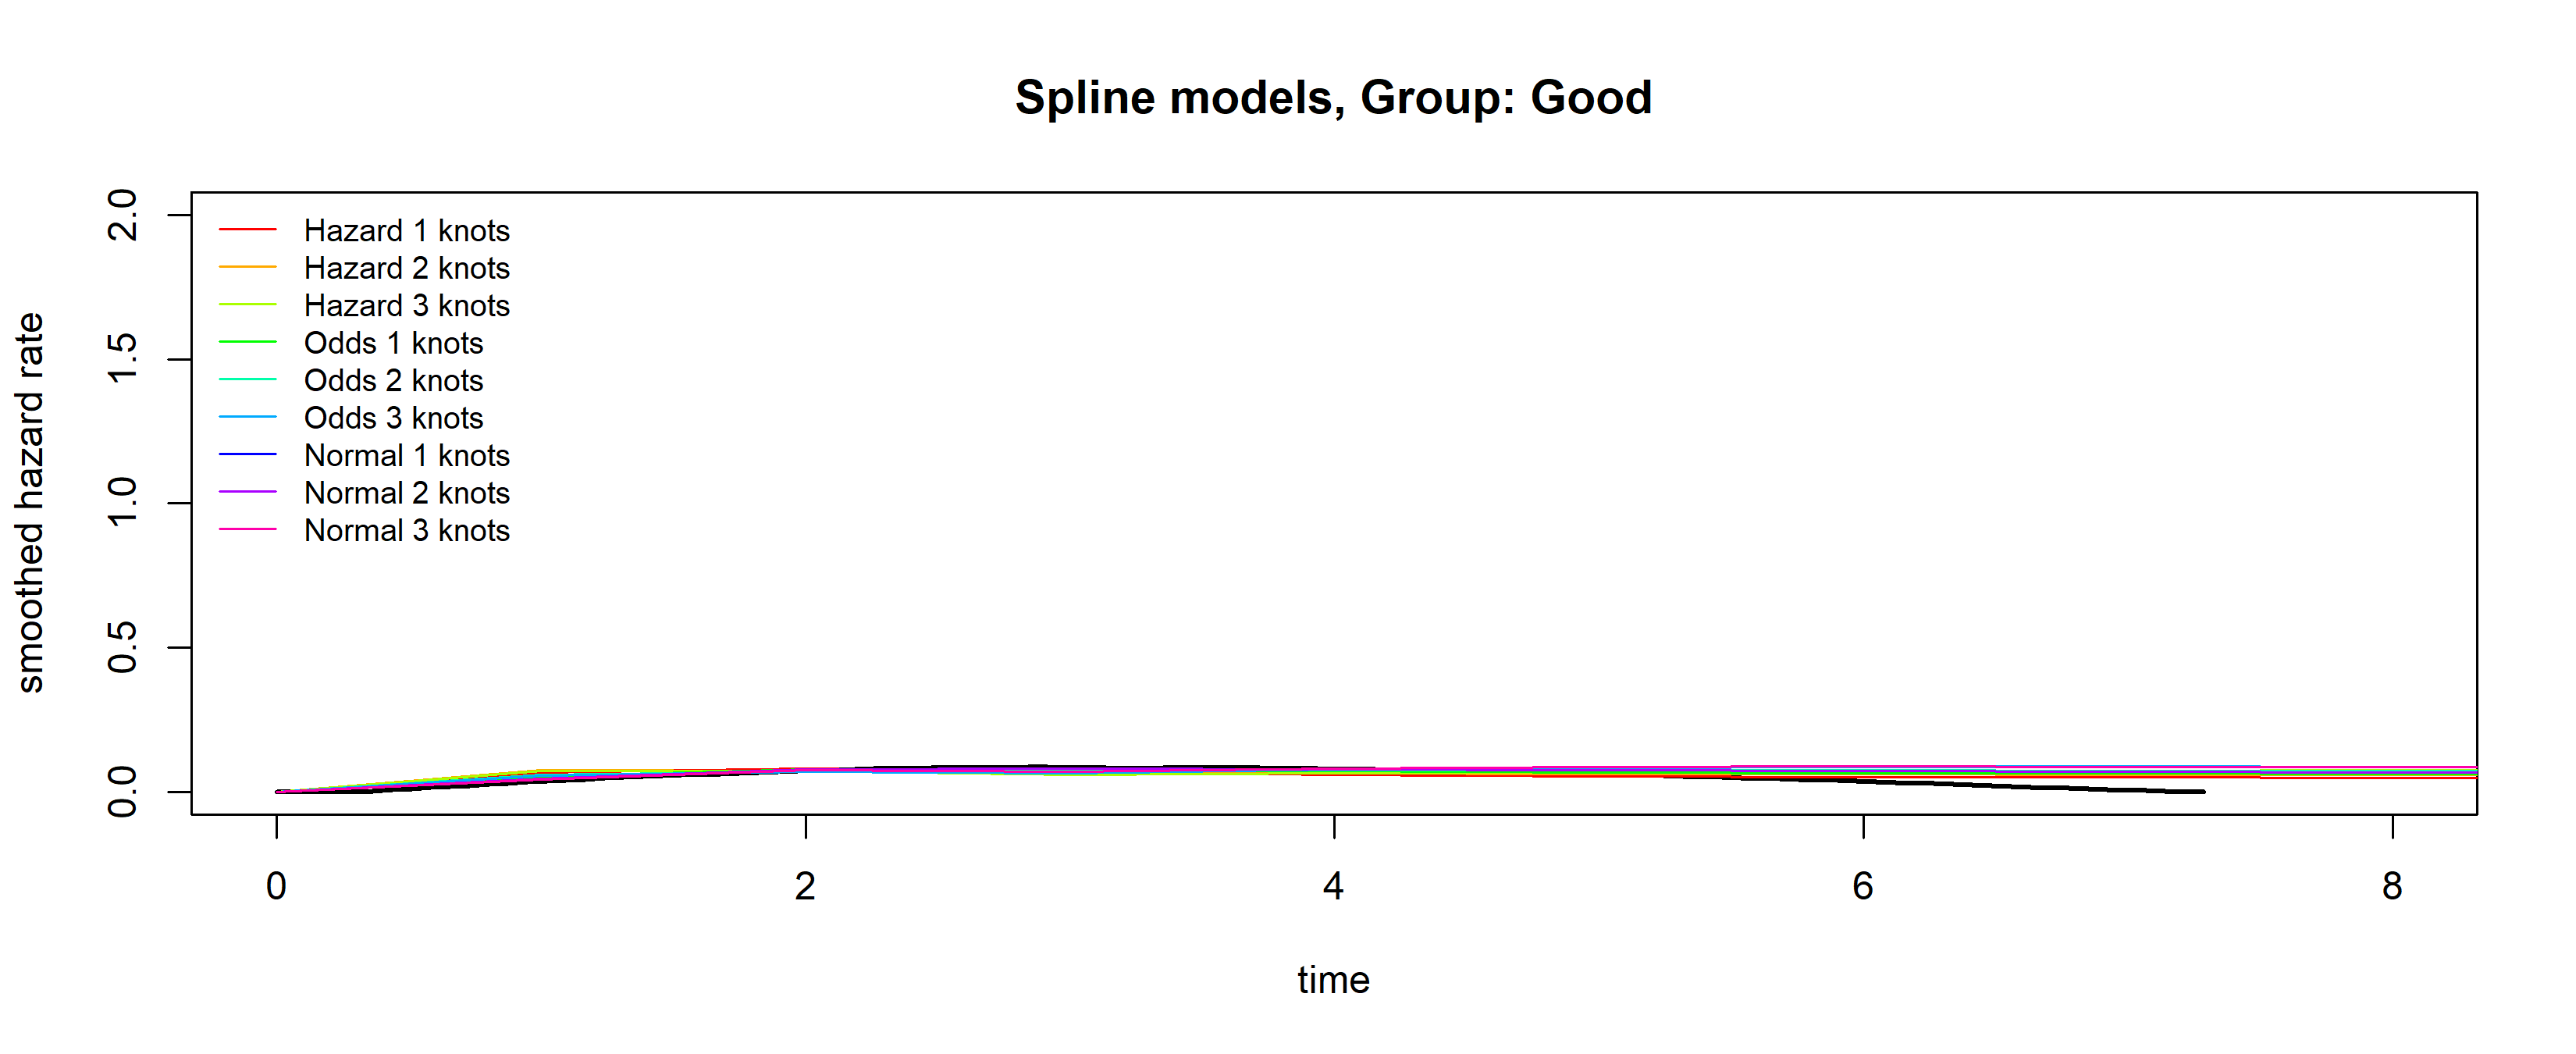 Spline models, Group: Good
smoothed hazard rate
2.0
1.5
1.0
0.5
0.0
Hazard 1 knots
Hazard 2 knots
Hazard 3 knots
Odds 1 knots
Odds 2 knots
Odds 3 knots
Normal 1 knots
Normal 2 knots
Normal 3 knots
0 2 4 6 8
time